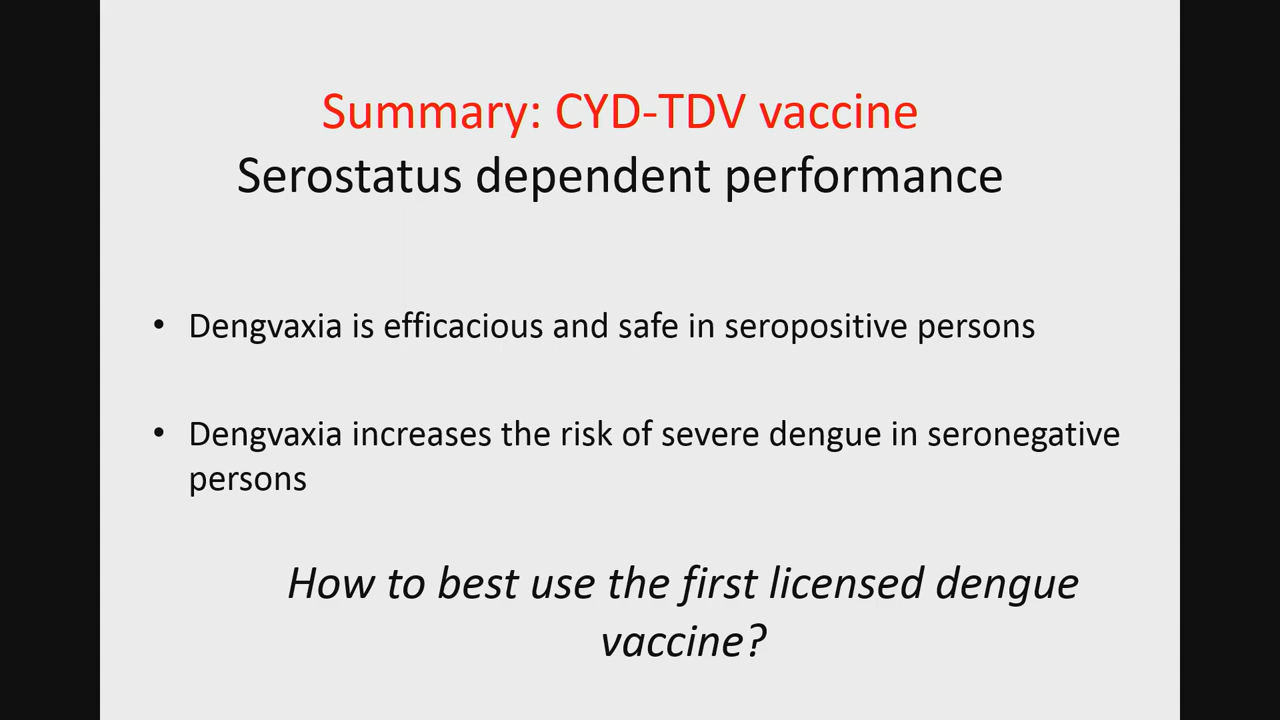 Summary: CYD-TDV vaccine
Serostatus dependent performance
• Dengvaxia is efficacious and safe in seropositive persons
• Dengvaxia increases the risk of severe dengue in seronegative
persons
How to best use the first licensed dengue
vaccine?